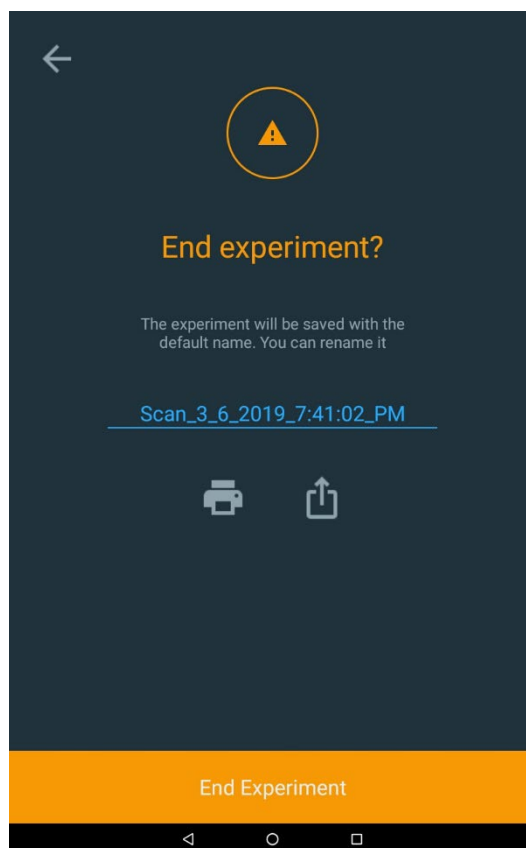 End experiment?
The experiment will be saved with the
default name. You can rename it
Scan_3_6_2019_7:41:02_PM
End Experiment